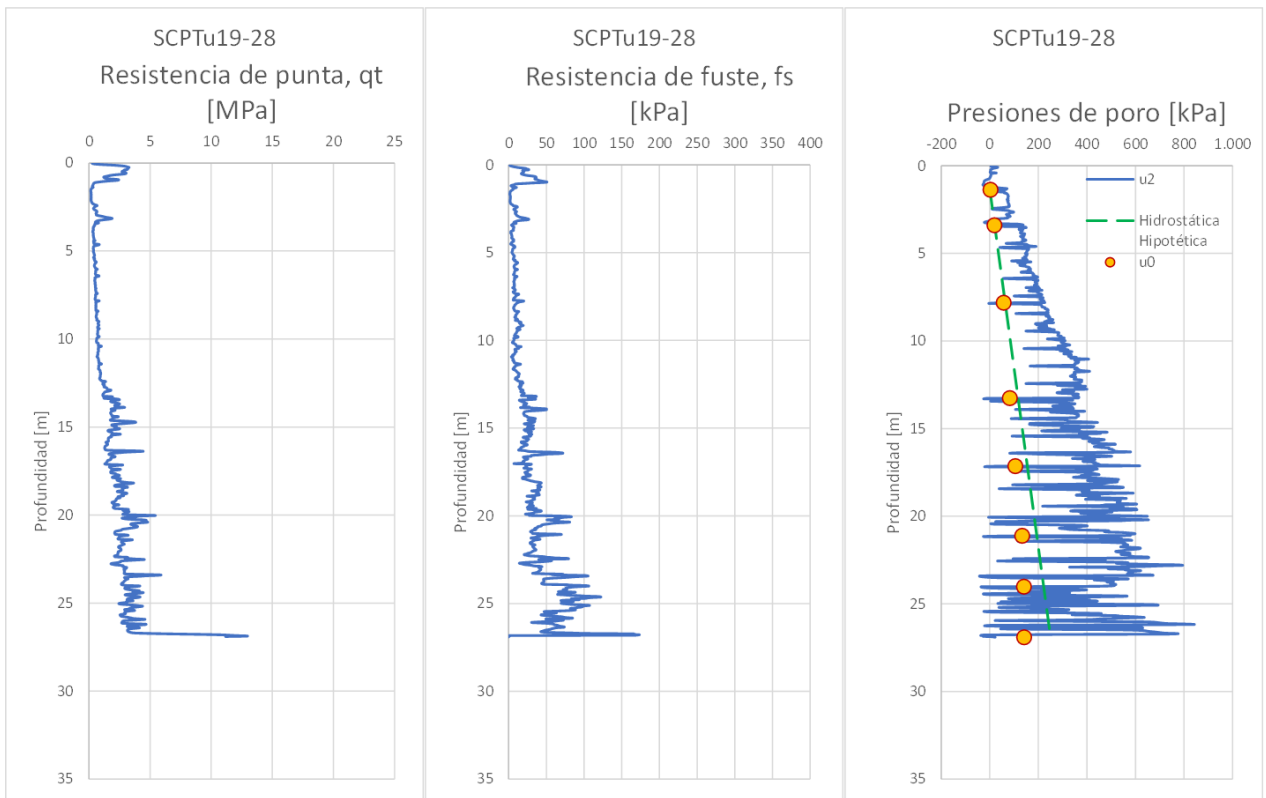 SCPTu19-28
Resistencia de punta, qt
[MPa]
0 5 10 15 20 25
0
5
10
15
20
25
30
35
Profundidad [m]
SCPTu19-28
Resistencia de fuste, fs
[kPa]
0 50 100 150 200 250 300 350 400
0
5
10
15
20
25
30
35
Profundidad [m]
SCPTu19-28
Presiones de poro [kPa]
-200 0 200 400 600 800 1.000
0
5
10
15
20
25
30
35
Profundidad [m]
u2
Hidrostática
Hipotética
u0